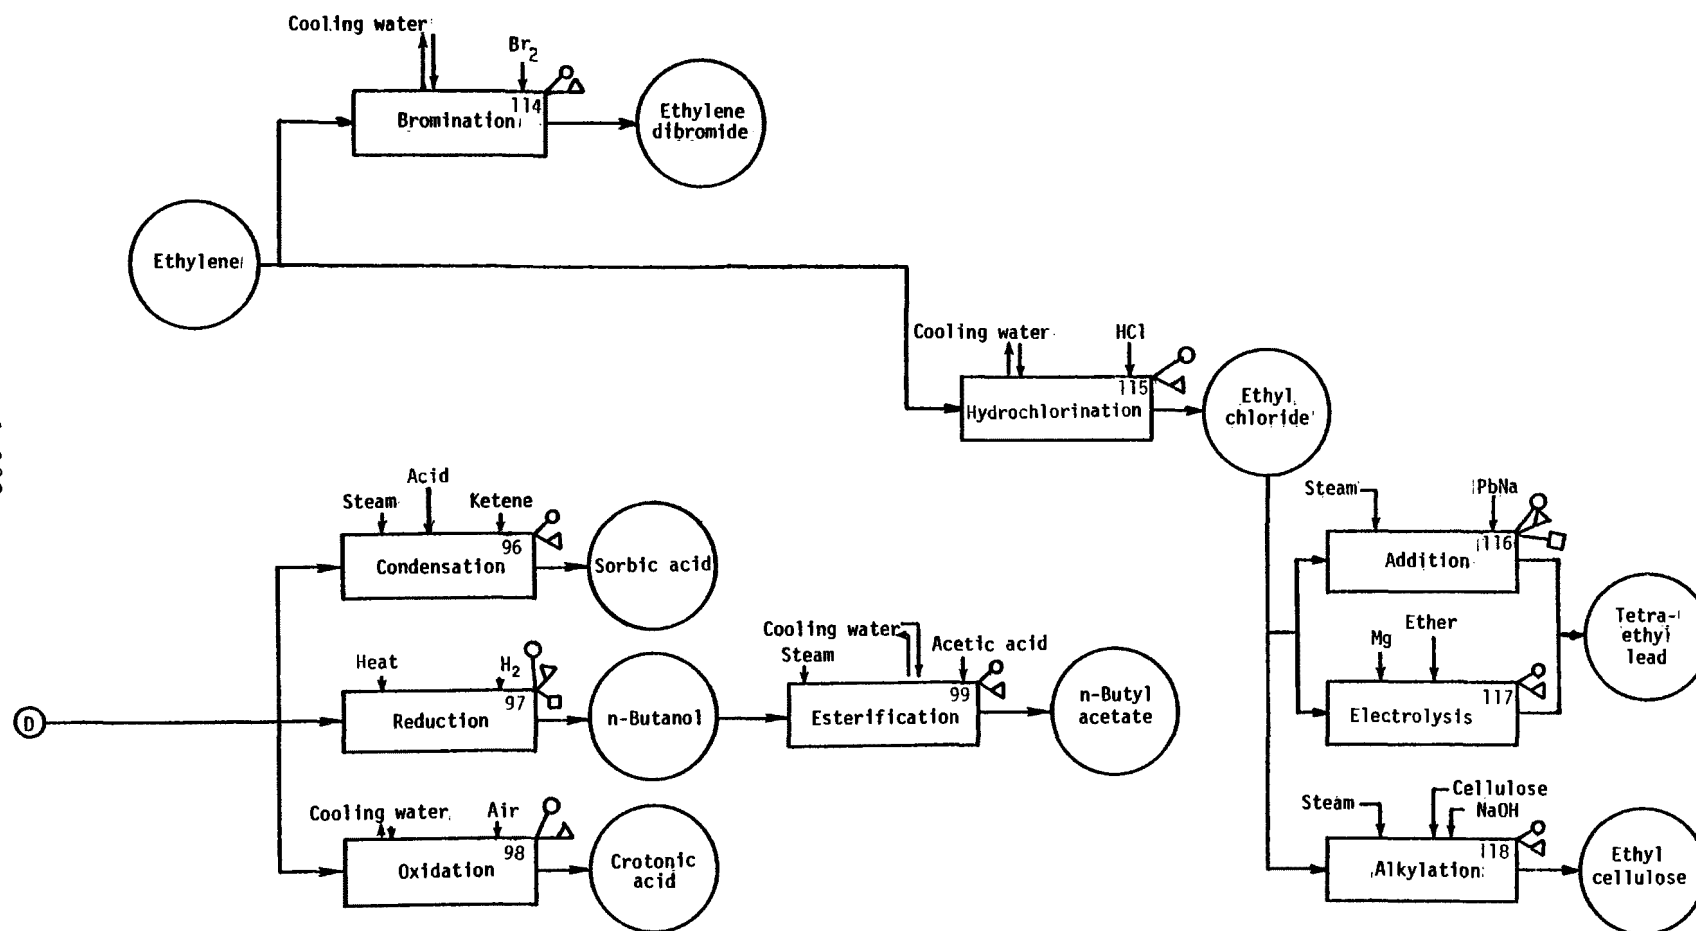 Cooling water
Br2
114
Bromination
Ethylene
dibromide
Ethylene
Cooling water
HCl
115
Hydrochlorination
Ethyl
chloride
Acid
Steam
Ketene
96
Condensation
Sorbic acid
Steam
PbNa
116
Addition
Tetra-
ethyl
lead
Ether
Mg
117
Electrolysis
Heat
H2
97
Reduction
n-Butanol
Cooling water
Steam
Acetic acid
99
Esterification
n-Butyl
acetate
D
Cooling water
Air
98
Oxidation
Crotonic
acid
Steam
Cellulose
NaOH
118
Alkylation
Ethyl
cellulose